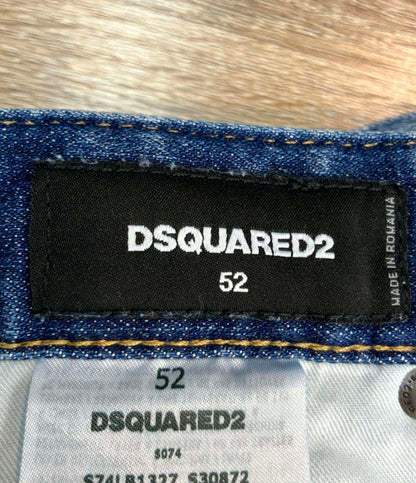 DSQUARED2
52
MADE IN ROMANIA
52
DSQUARED2
S074
S74LB1327 S30872